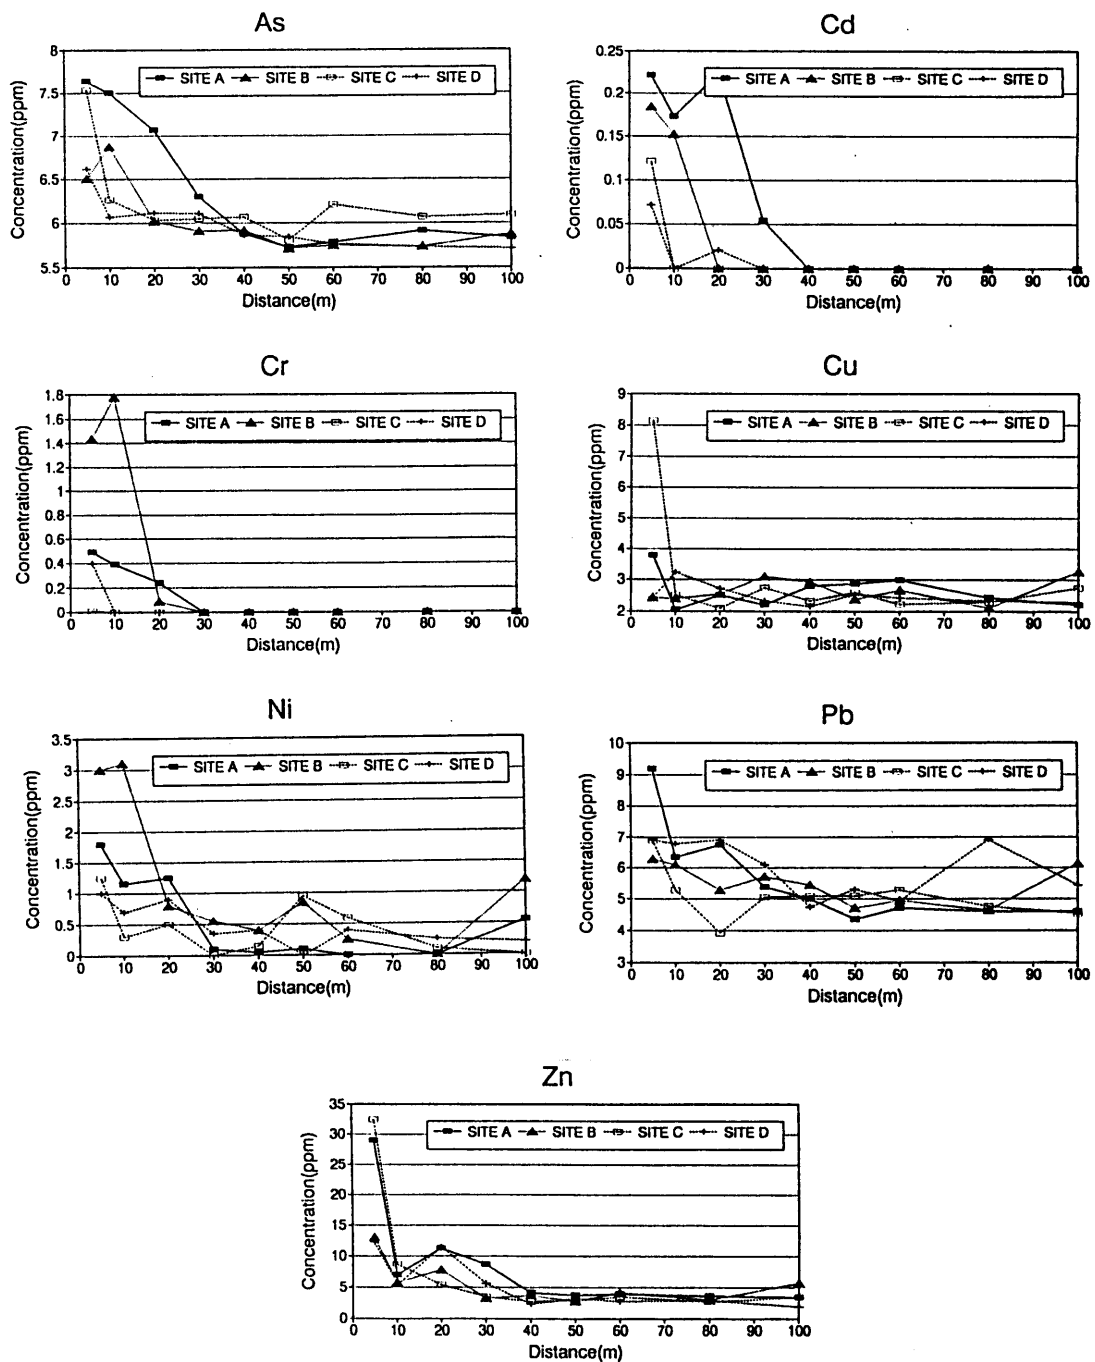 As
Concentration(ppm)
8
7.5
7
6.5
6
5.5
SITE A SITE B SITE C SITE D
0 10 20 30 40 50 60 70 80 90 100
Distance(m)
Cd
Concentration(ppm)
0.25
0.2
0.15
0.1
0.05
0
SITE A SITE B SITE C SITE D
0 10 20 30 40 50 60 70 80 90 100
Distance(m)
Cr
Concentration(ppm)
1.8
1.6
1.4
1.2
1
0.8
0.6
0.4
0.2
0
SITE A SITE B SITE C SITE D
0 10 20 30 40 50 60 70 80 90 100
Distance(m)
Cu
Concentration(ppm)
9
8
7
6
5
4
3
2
SITE A SITE B SITE C SITE D
0 10 20 30 40 50 60 70 80 90 100
Distance(m)
Ni
Concentration(ppm)
3.5
3
2.5
2
1.5
1
0.5
0
SITE A SITE B SITE C SITE D
0 10 20 30 40 50 60 70 80 90 100
Distance(m)
Pb
Concentration(ppm)
10
9
8
7
6
5
4
3
SITE A SITE B SITE C SITE D
0 10 20 30 40 50 60 70 80 90 100
Distance(m)
Zn
Concentration(ppm)
35
30
25
20
15
10
5
0
SITE A SITE B SITE C SITE D
0 10 20 30 40 50 60 70 80 90 100
Distance(m)